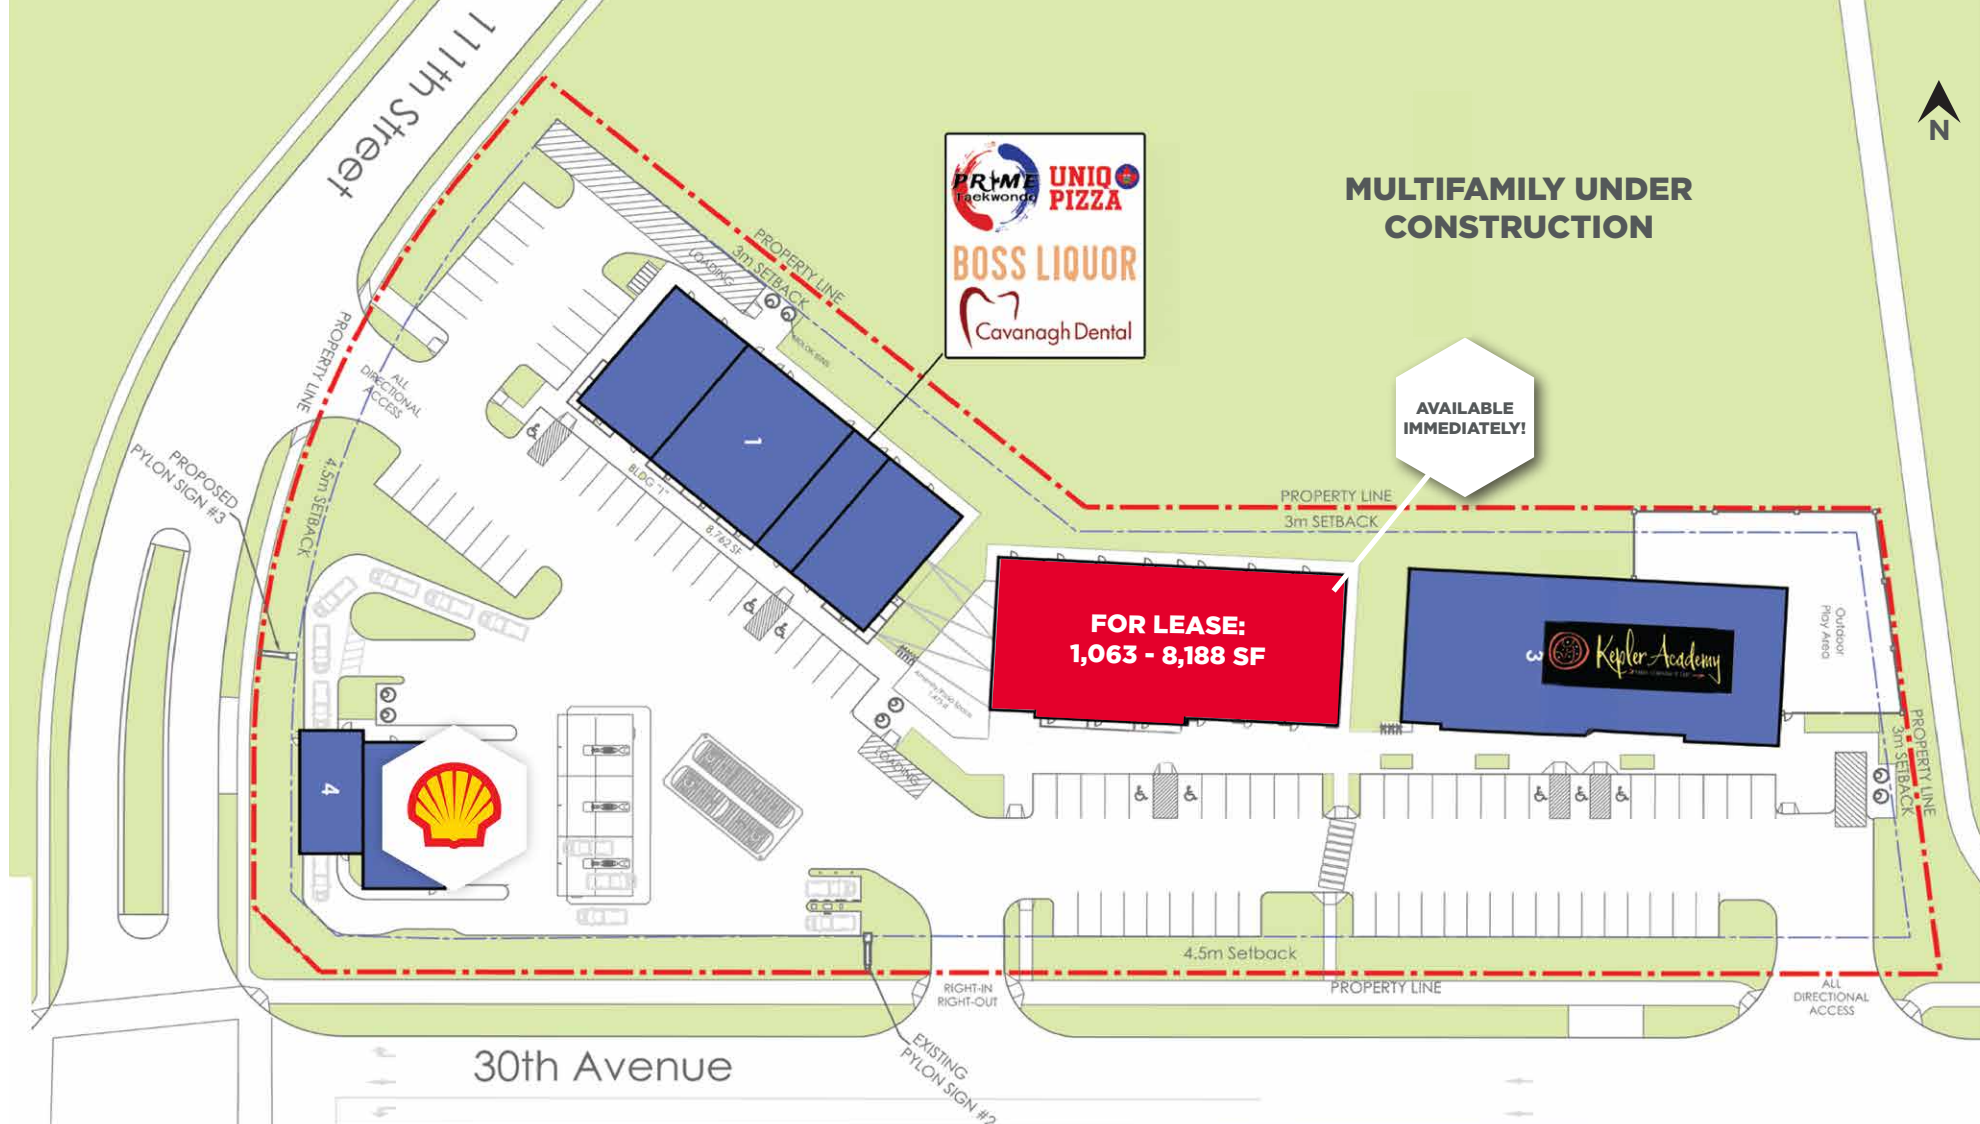 111th Street
N
MULTIFAMILY UNDER
CONSTRUCTION
PRIME
Taekwondo
UNIQ
PIZZA
BOSS LIQUOR
Cavanagh Dental
PROPERTY LINE
3m SETBACK
LOADING
PROPERTY LINE
ALL
DIRECTIONAL
ACCESS
4.5m SETBACK
PROPOSED
PYLON SIGN #3
1
BLDG "1"
8,762 SF
AVAILABLE
IMMEDIATELY!
PROPERTY LINE
3m SETBACK
FOR LEASE:
1,063 - 8,188 SF
3
Kepler Academy
Outdoor
Play Area
PROPERTY LINE
3m SETBACK
LOADING
4
4.5m Setback
PROPERTY LINE
RIGHT-IN
RIGHT-OUT
ALL
DIRECTIONAL
ACCESS
EXISTING
PYLON SIGN #2
30th Avenue